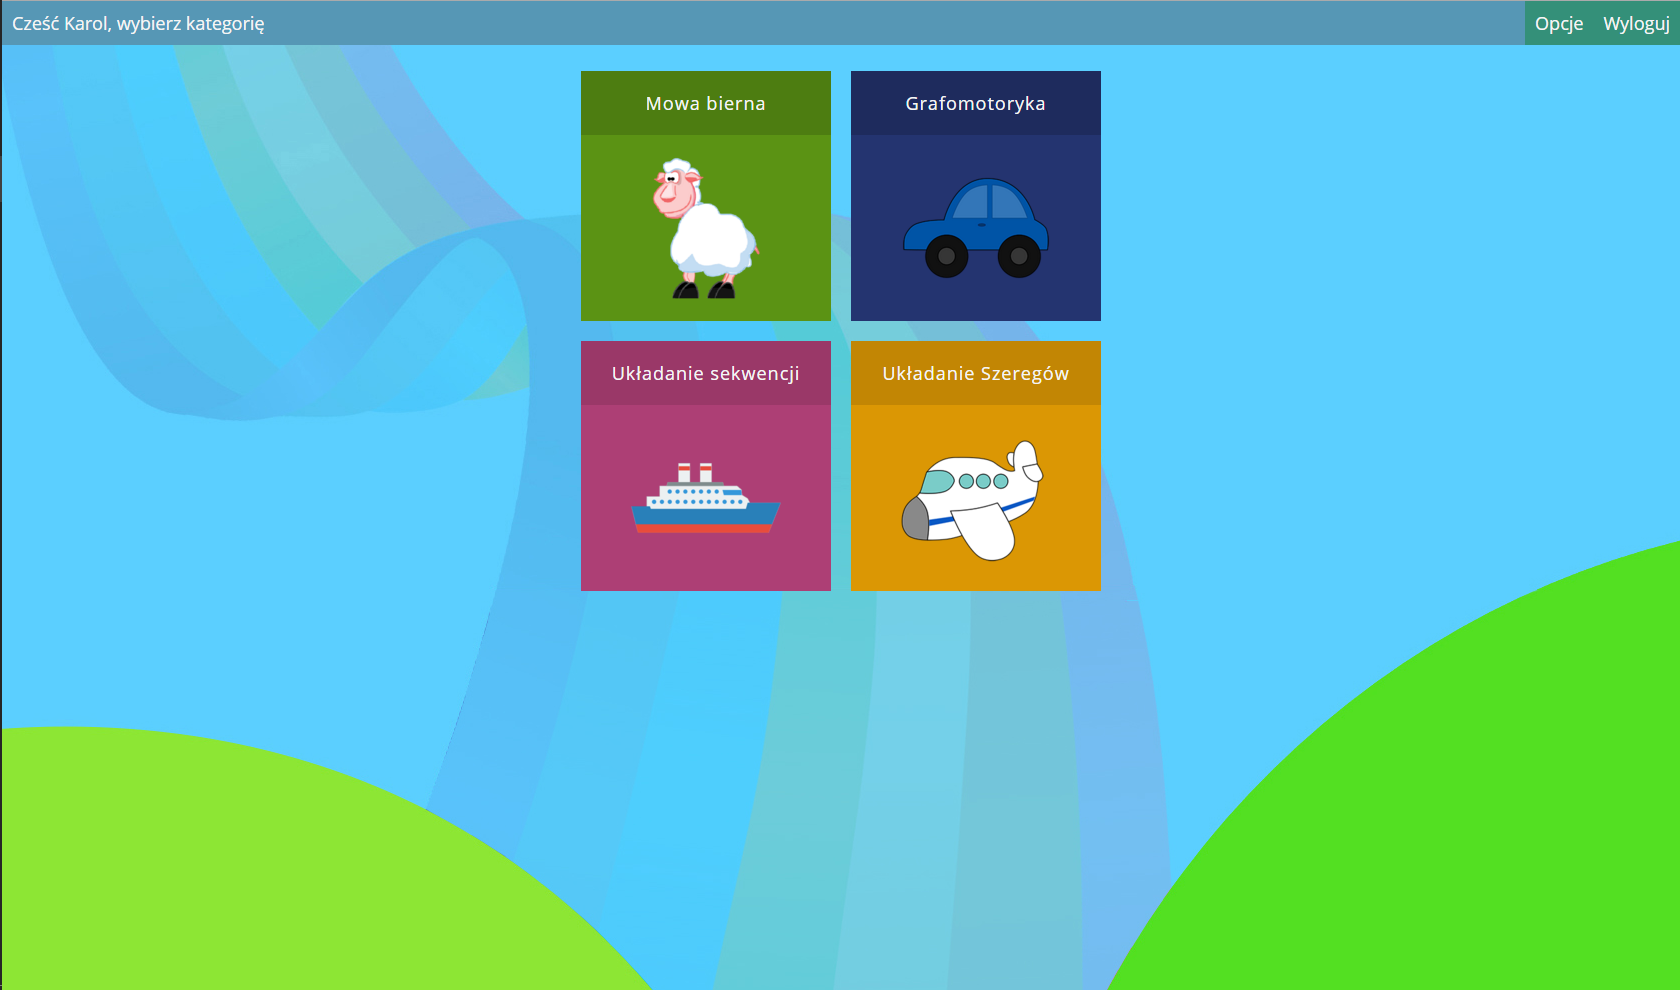 Cześć Karol, wybierz kategorię
Opcje
Wyloguj
Mowa bierna
Grafomotoryka
Układanie sekwencji
Układanie Szeregów